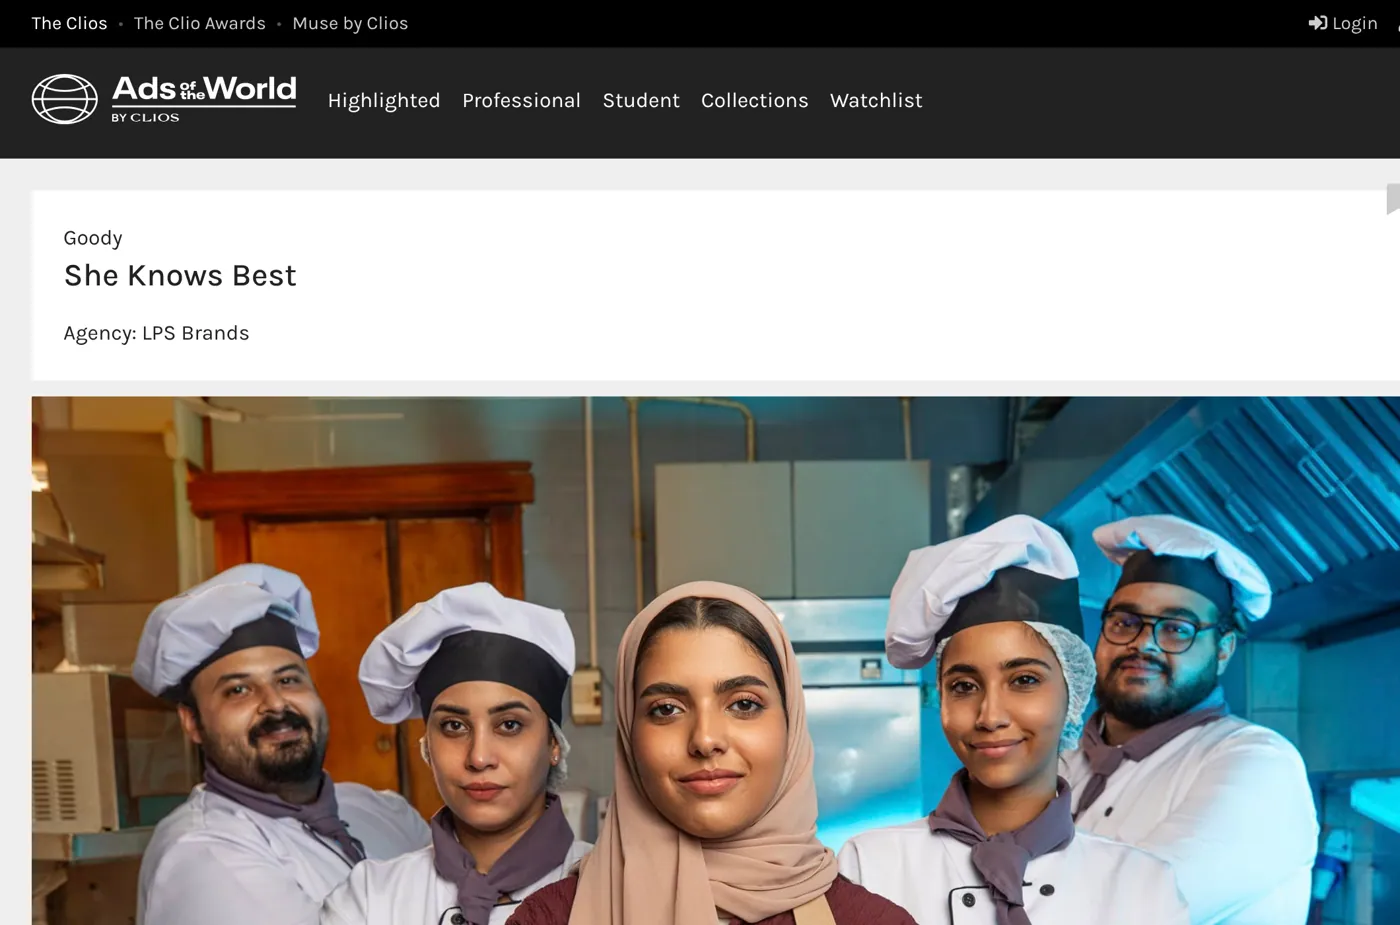 The Clios • The Clio Awards • Muse by Clios
Login
Ads of the World
BY CLIOS
Highlighted Professional Student Collections Watchlist
Goody
She Knows Best
Agency: LPS Brands